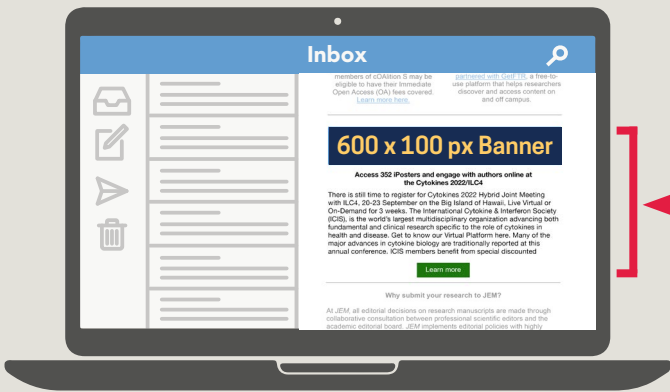 Inbox
members of cOAlition S may be
eligible to have their Immediate
Open Access (OA) fees covered.
Learn more here.
partnered with GetFTR, a free-to-
use platform that helps researchers
discover and access content on
and off campus.
600 x 100 px Banner
Access 352 iPosters and engage with authors online at
the Cytokines 2022/ILC4
There is still time to register for Cytokines 2022 Hybrid Joint Meeting
with ILC4, 20-23 September on the Big Island of Hawaii, Live Virtual or
On-Demand for 3 weeks. The International Cytokine & Interferon Society
(ICIS), is the world's largest multidisciplinary organization advancing both
fundamental and clinical research specific to the role of cytokines in
health and disease. Get to know our Virtual Platform here. Many of the
major advances in cytokine biology are traditionally reported at this
annual conference. ICIS members benefit from special discounted
Learn more
Why submit your research to JEM?
At JEM, all editorial decisions on research manuscripts are made through
collaborative consultation between professional scientific editors and the
academic editorial board. JEM implements editorial policies with highly